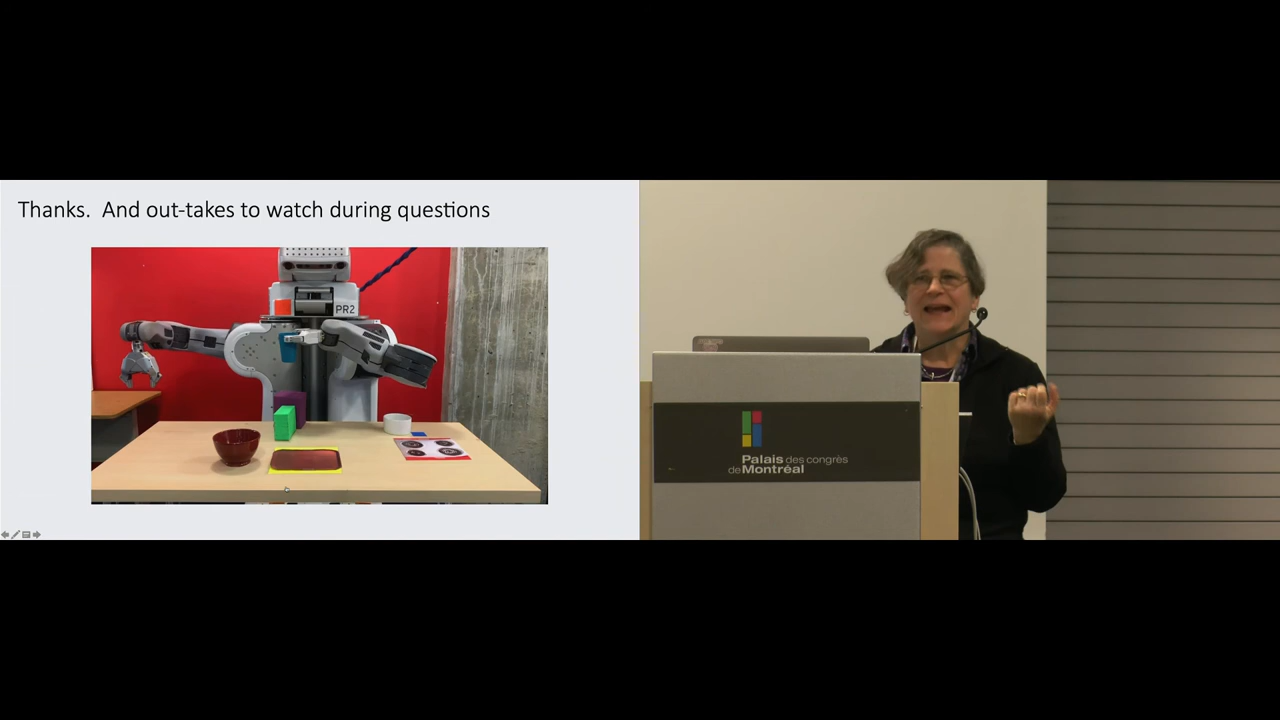 Thanks.  And out-takes to watch during questions
PR2
Palais des congrès
de Montréal